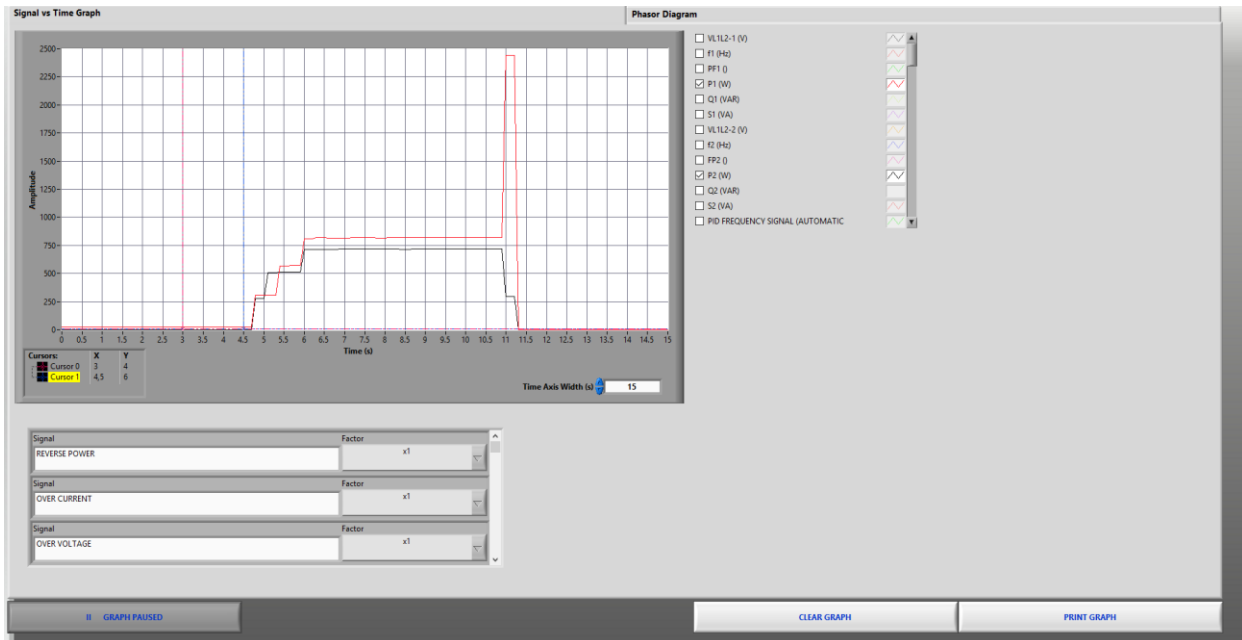 Signal vs Time Graph
Phasor Diagram
2500
2250
2000
1750
1500
1250
1000
750
500
250
0
Amplitude
0 0.5 1 1.5 2 2.5 3 3.5 4 4.5 5 5.5 6 6.5 7 7.5 8 8.5 9 9.5 10 10.5 11 11.5 12 12.5 13 13.5 14 14.5 15
Time (s)
Cursors: X Y
Cursor 0 3 4
Cursor 1 4,5 6
Time Axis Width (s) 15
VL1L2-1 (V)
f1 (Hz)
PF1 ()
P1 (W)
Q1 (VAR)
S1 (VA)
VL1L2-2 (V)
f2 (Hz)
FP2 ()
P2 (W)
Q2 (VAR)
S2 (VA)
PID FREQUENCY SIGNAL (AUTOMATIC
Signal Factor
REVERSE POWER x1
Signal Factor
OVER CURRENT x1
Signal Factor
OVER VOLTAGE x1
II GRAPH PAUSED
CLEAR GRAPH
PRINT GRAPH